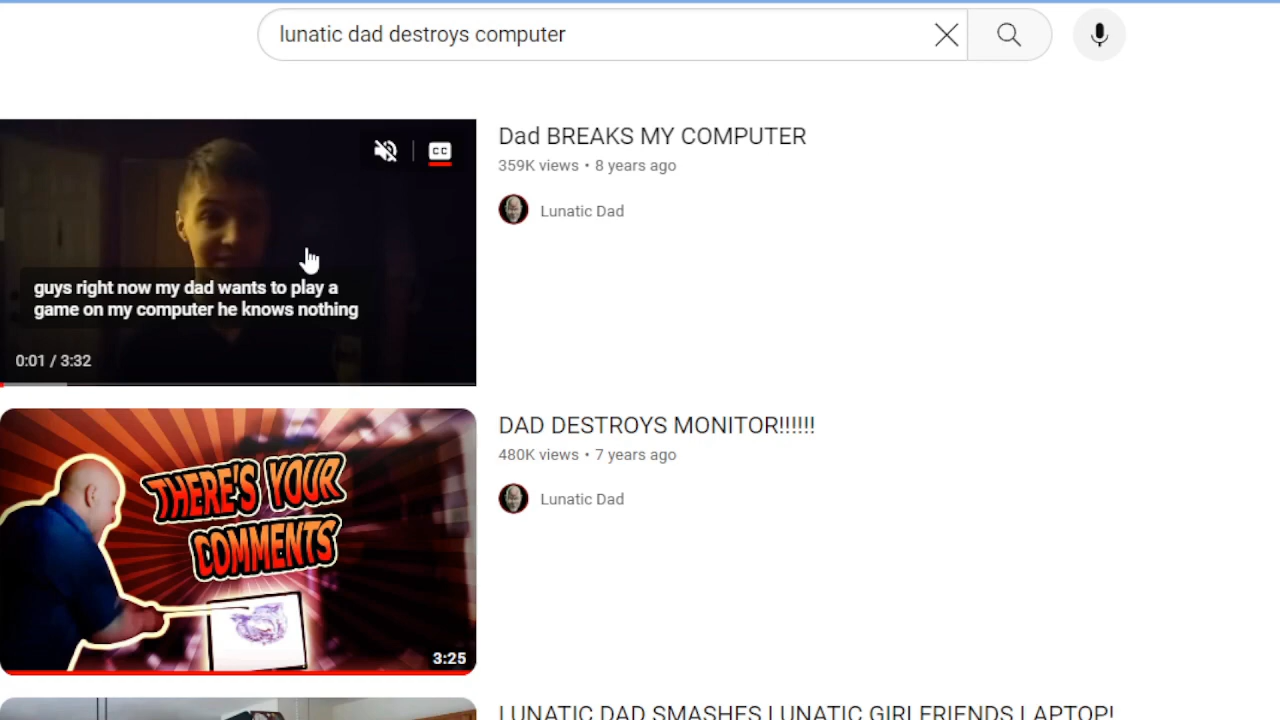 lunatic dad destroys computer
CC
guys right now my dad wants to play a
game on my computer he knows nothing
0:01 / 3:32
Dad BREAKS MY COMPUTER
359K views • 8 years ago
Lunatic Dad
THERE'S YOUR
COMMENTS
3:25
DAD DESTROYS MONITOR!!!!!!
480K views • 7 years ago
Lunatic Dad
LUNATIC DAD SMASHES LUNATIC GIRLFRIENDS LAPTOP!